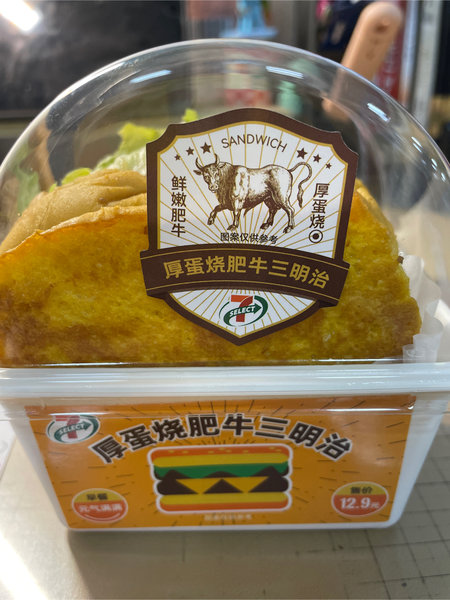 SANDWICH
鲜嫩肥牛
厚蛋烧
图案仅供参考
厚蛋烧肥牛三明治
7
SELECT
7
SELECT
厚蛋烧肥牛三明治
早餐
元气满满
售价
12.9元